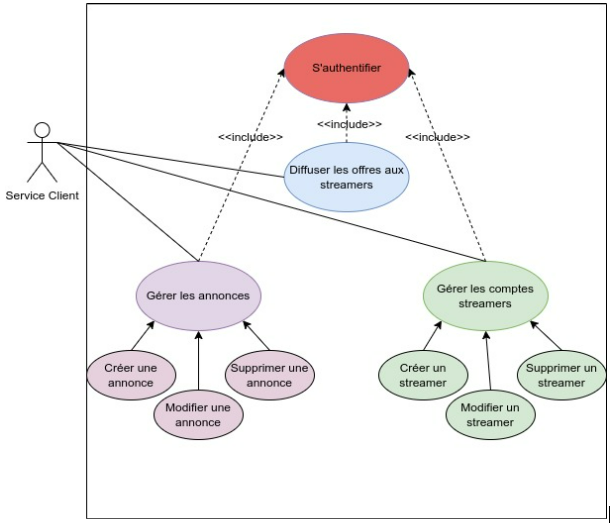 S'authentifier
<<include>>
<<include>>
<<include>>
Service Client
Diffuser les offres aux
streamers
Gérer les annonces
Gérer les comptes
streamers
Créer une
annonce
Supprimer une
annonce
Modifier une
annonce
Créer un
streamer
Supprimer un
streamer
Modifier un
streamer